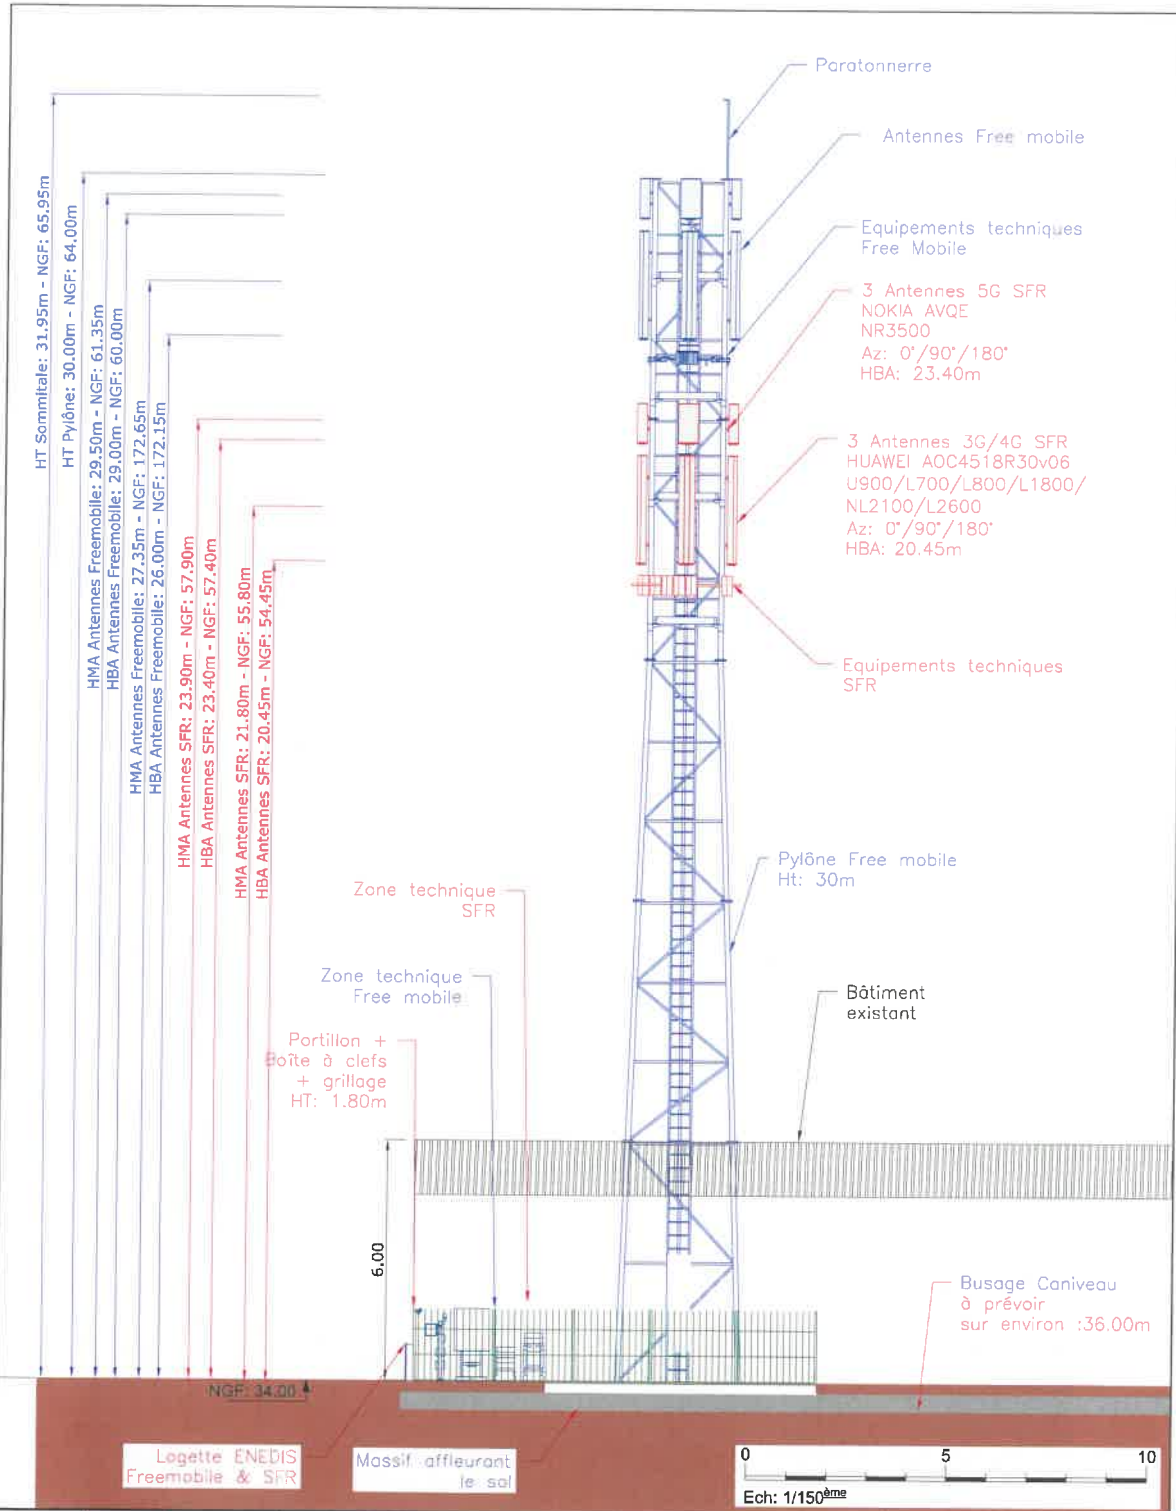 Paratonnerre
Antennes Free mobile
Equipements techniques
Free Mobile
3 Antennes 5G SFR
NOKIA AVQE
NR3500
Az: 0°/90°/180°
HBA: 23.40m
3 Antennes 3G/4G SFR
HUAWEI AOC4518R30v06
U900/L700/L800/L1800/
NL2100/L2600
Az: 0°/90°/180°
HBA: 20.45m
Equipements techniques
SFR
HT Sommitale: 31.95m - NGF: 65.95m
HT Pylône: 30.00m - NGF: 64.00m
HMA Antennes Freemobile: 29.50m - NGF: 61.35m
HBA Antennes Freemobile: 29.00m - NGF: 60.00m
HMA Antennes Freemobile: 27.35m - NGF: 172.65m
HBA Antennes Freemobile: 26.00m - NGF: 172.15m
HMA Antennes SFR: 23.90m - NGF: 57.90m
HBA Antennes SFR: 23.40m - NGF: 57.40m
HMA Antennes SFR: 21.80m - NGF: 55.80m
HBA Antennes SFR: 20.45m - NGF: 54.45m
Pylône Free mobile
Ht: 30m
Zone technique
SFR
Zone technique
Free mobile
Bâtiment
existant
Portillon +
Boîte à clefs
+ grillage
HT: 1.80m
6.00
Busage Caniveau
à prévoir
sur environ :36.00m
NGF: 34.00
Logette ENEDIS
Freemobile & SFR
Massif affleurant
le sol
0 5 10
Ech: 1/150ème